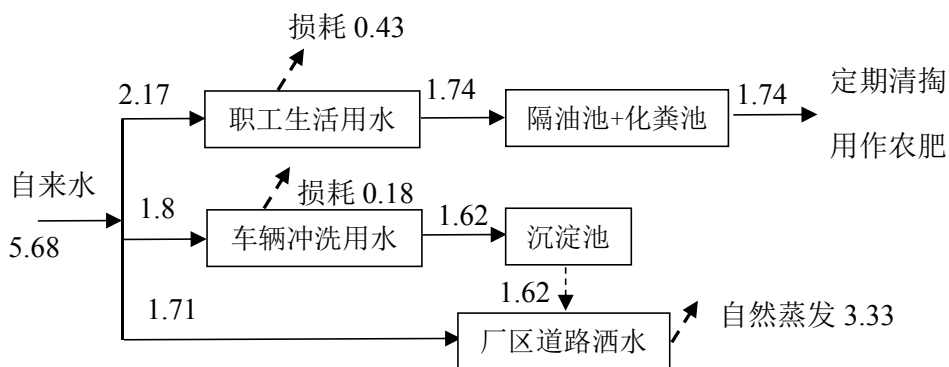 损耗 0.43
2.17
职工生活用水
1.74
隔油池+化粪池
1.74
定期清掏
用作农肥
自来水
5.68
损耗 0.18
1.8
车辆冲洗用水
1.62
沉淀池
1.62
1.71
厂区道路洒水
自然蒸发 3.33